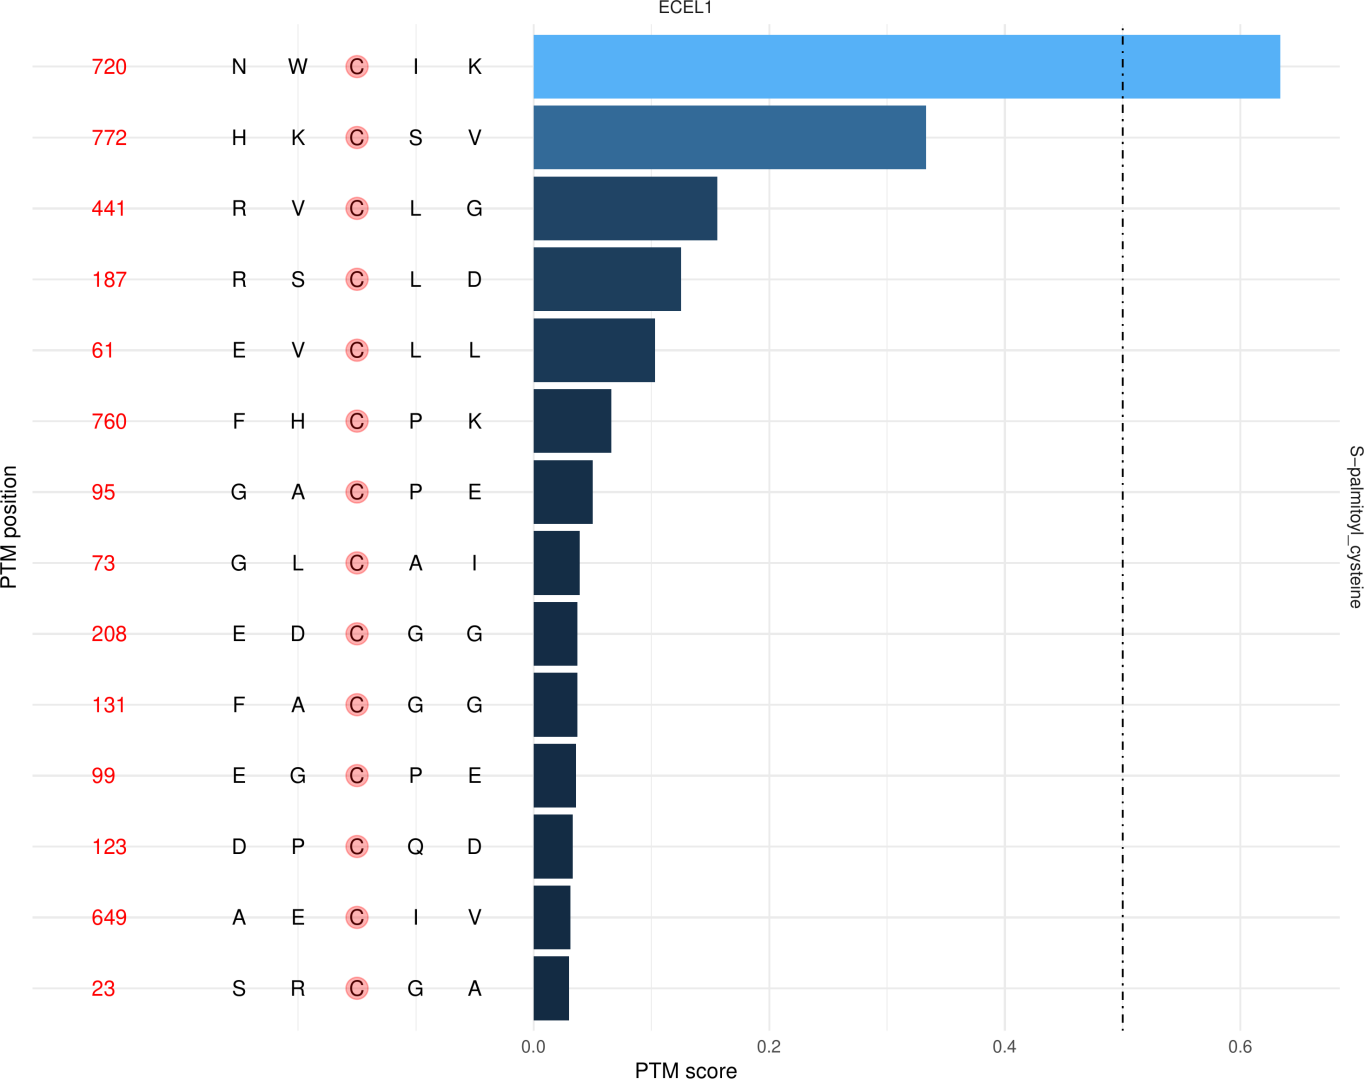 ECEL1
720 N W C I K
772 H K C S V
441 R V C L G
187 R S C L D
61 E V C L L
760 F H C P K
95 G A C P E
73 G L C A I
208 E D C G G
131 F A C G G
99 E G C P E
123 D P C Q D
649 A E C I V
23 S R C G A
PTM position
0.0 0.2 0.4 0.6
PTM score
S−palmitoyl_cysteine